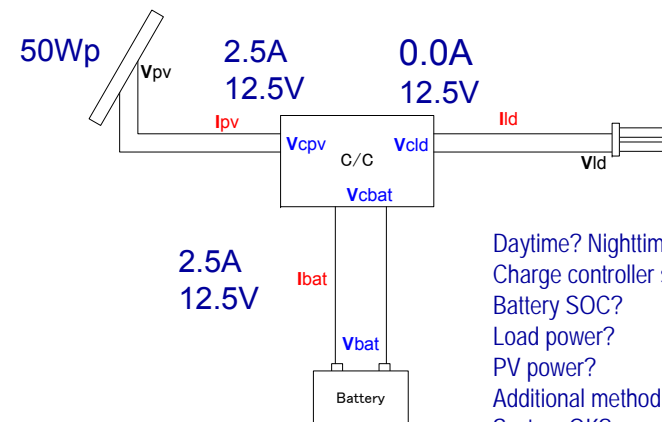 50Wp
2.5A
12.5V
0.0A
12.5V
Vpv
Ipv
Ild
Vcpv
C/C
Vcld
Vld
Vcbat
2.5A
12.5V
Ibat
Vbat
Battery
Daytime? Nighttim
Charge controller s
Battery SOC?
Load power?
PV power?
Additional method